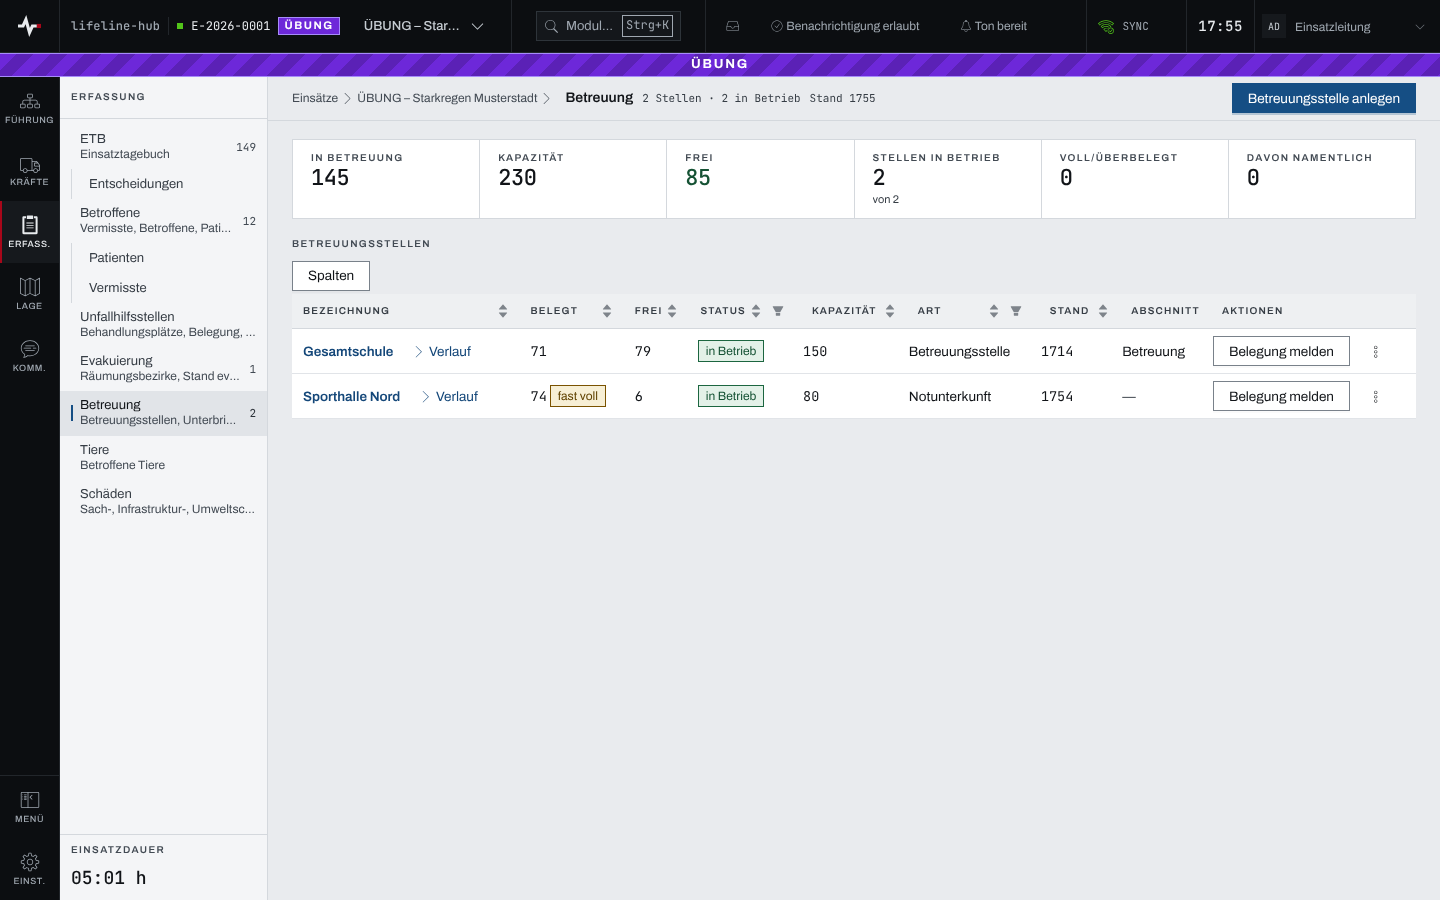 lifeline-hub E-2026-0001 ÜBUNG ÜBUNG – Star... Modul... Strg+K Benachrichtigung erlaubt Ton bereit SYNC 17:55 AD Einsatzleitung
ÜBUNG
FÜHRUNG
KRÄFTE
ERFASS.
LAGE
KOMM.
MENÜ
EINST.
ERFASSUNG
ETB
Einsatztagebuch
149
Entscheidungen
Betroffene
Vermisste, Betroffene, Pati...
12
Patienten
Vermisste
Unfallhilfsstellen
Behandlungsplätze, Belegung, ...
Evakuierung
Räumungsbezirke, Stand ev...
1
Betreuung
Betreuungsstellen, Unterbri...
2
Tiere
Betroffene Tiere
Schäden
Sach-, Infrastruktur-, Umweltsc...
EINSATZDAUER
05:01 h
Einsätze ÜBUNG – Starkregen Musterstadt Betreuung 2 Stellen · 2 in Betrieb Stand 1755
Betreuungsstelle anlegen
IN BETREUUNG
145
KAPAZITÄT
230
FREI
85
STELLEN IN BETRIEB
2
von 2
VOLL/ÜBERBELEGT
0
DAVON NAMENTLICH
0
BETREUUNGSSTELLEN
Spalten
BEZEICHNUNG BELEGT FREI STATUS KAPAZITÄT ART STAND ABSCHNITT AKTIONEN
Gesamtschule Verlauf 71 79 in Betrieb 150 Betreuungsstelle 1714 Betreuung Belegung melden
Sporthalle Nord Verlauf 74 fast voll 6 in Betrieb 80 Notunterkunft 1754 — Belegung melden